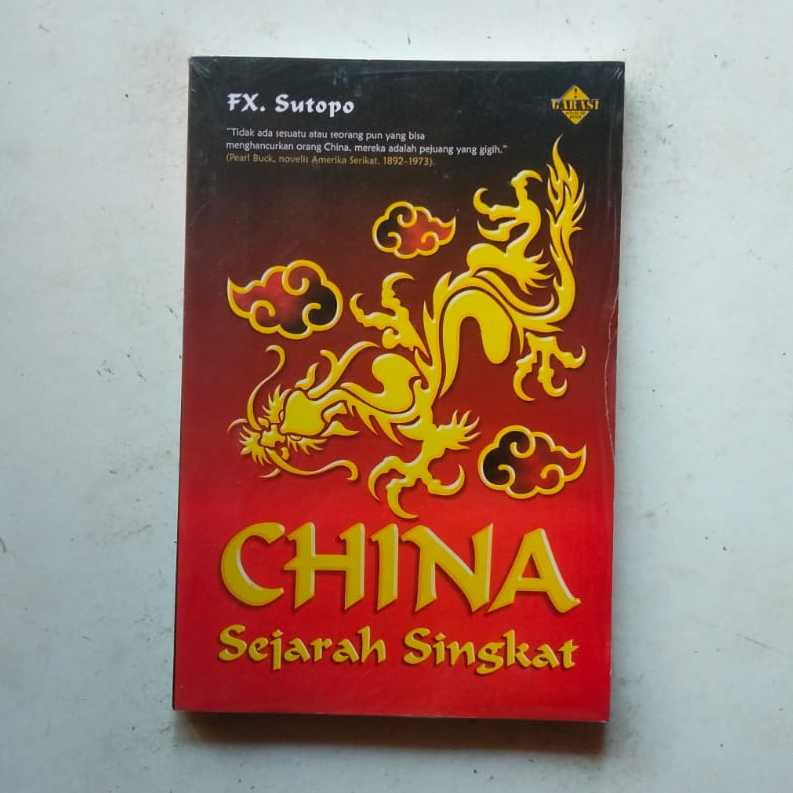 FX. Sutopo
GARASI
"Tidak ada sesuatu atau seorang pun yang bisa
menghancurkan orang China, mereka adalah pejuang yang gigih."
(Pearl Buck, novelis Amerika Serikat, 1892–1973).
CHINA
Sejarah Singkat